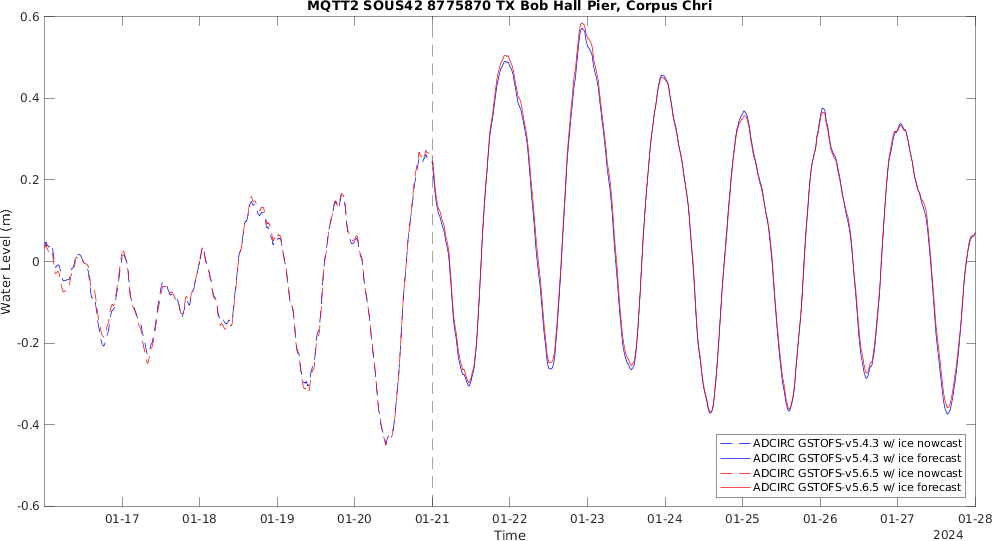 MQTT2 SOUS42 8775870 TX Bob Hall Pier, Corpus Chri
0.6
0.4
0.2
0
-0.2
-0.4
-0.6
Water Level (m)
ADCIRC GSTOFS-v5.4.3 w/ ice nowcast
ADCIRC GSTOFS-v5.4.3 w/ ice forecast
ADCIRC GSTOFS-v5.6.5 w/ ice nowcast
ADCIRC GSTOFS-v5.6.5 w/ ice forecast
01-17 01-18 01-19 01-20 01-21 01-22 01-23 01-24 01-25 01-26 01-27 01-28
Time
2024